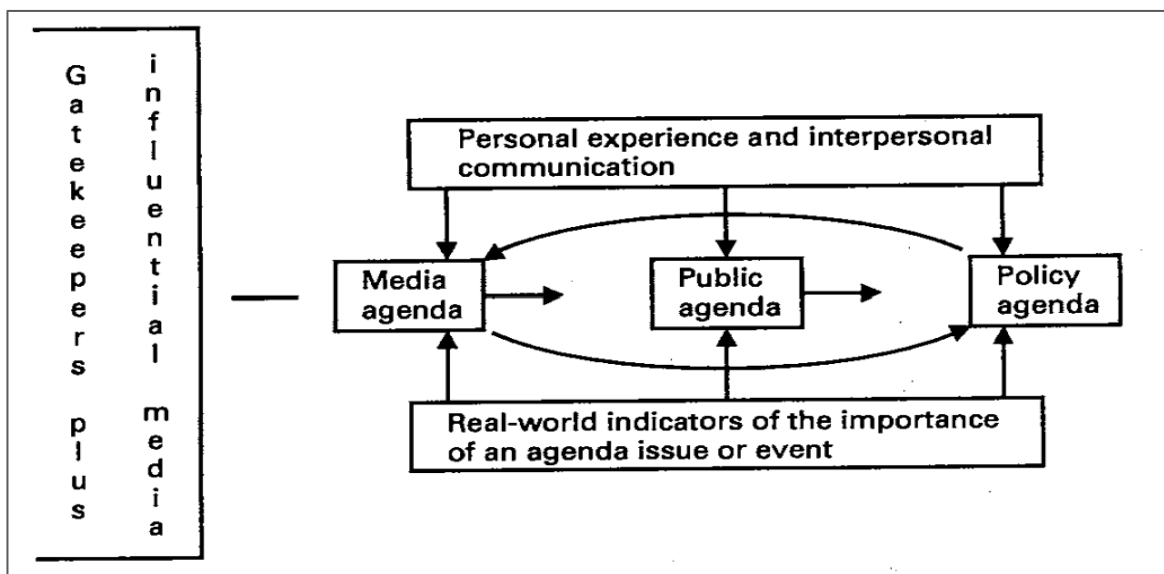 Gatekeepers plus
influential media
Personal experience and interpersonal
communication
Media
agenda
Public
agenda
Policy
agenda
Real-world indicators of the importance
of an agenda issue or event